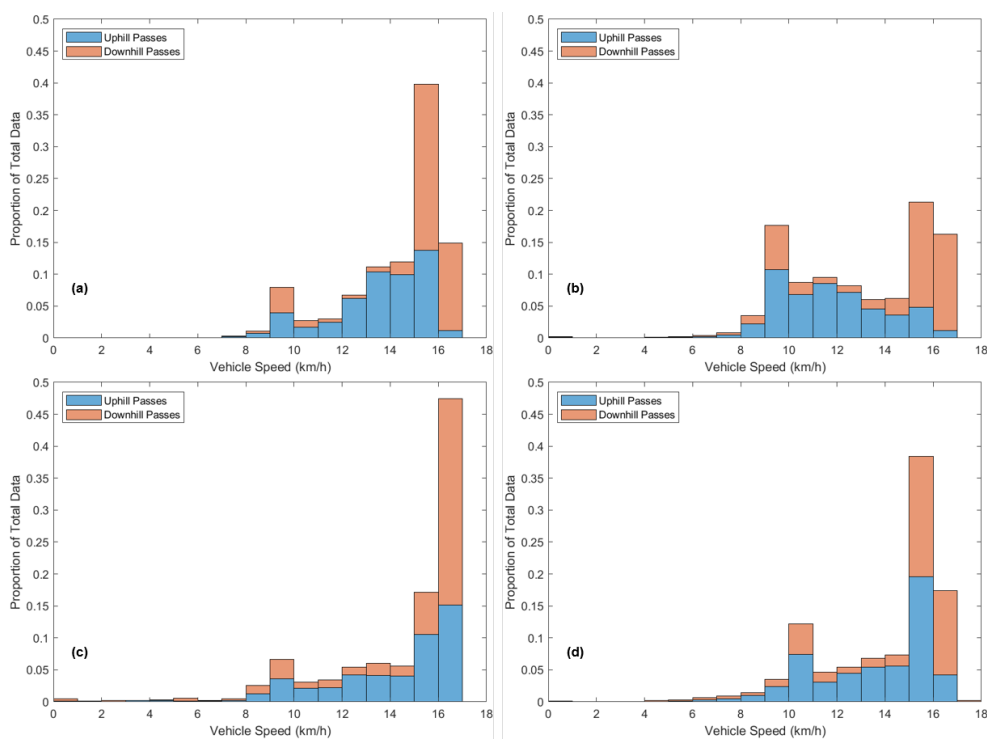 0.5
0.45
0.4
0.35
0.3
0.25
0.2
0.15
0.1
0.05
0
Proportion of Total Data
Uphill Passes
Downhill Passes
(a)
0 2 4 6 8 10 12 14 16 18
Vehicle Speed (km/h)
0.5
0.45
0.4
0.35
0.3
0.25
0.2
0.15
0.1
0.05
0
Proportion of Total Data
Uphill Passes
Downhill Passes
(b)
0 2 4 6 8 10 12 14 16 18
Vehicle Speed (km/h)
0.5
0.45
0.4
0.35
0.3
0.25
0.2
0.15
0.1
0.05
0
Proportion of Total Data
Uphill Passes
Downhill Passes
(c)
0 2 4 6 8 10 12 14 16 18
Vehicle Speed (km/h)
0.5
0.45
0.4
0.35
0.3
0.25
0.2
0.15
0.1
0.05
0
Proportion of Total Data
Uphill Passes
Downhill Passes
(d)
0 2 4 6 8 10 12 14 16 18
Vehicle Speed (km/h)